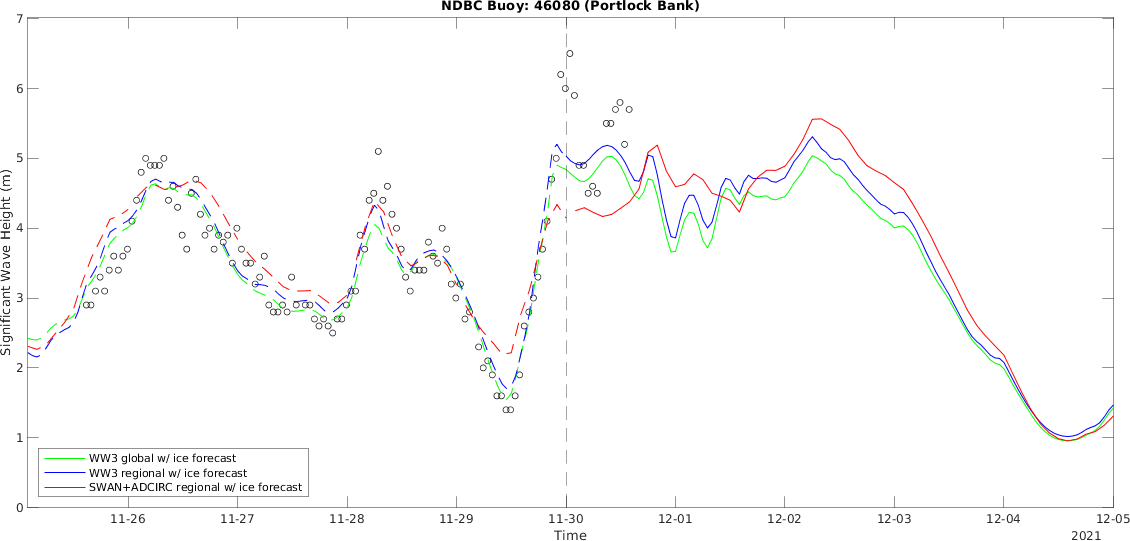 NDBC Buoy: 46080 (Portlock Bank)
7
6
5
4
3
2
1
0
Significant Wave Height (m)
WW3 global w/ ice forecast
WW3 regional w/ ice forecast
SWAN+ADCIRC regional w/ ice forecast
11-26 11-27 11-28 11-29 11-30 12-01 12-02 12-03 12-04 12-05
Time
2021